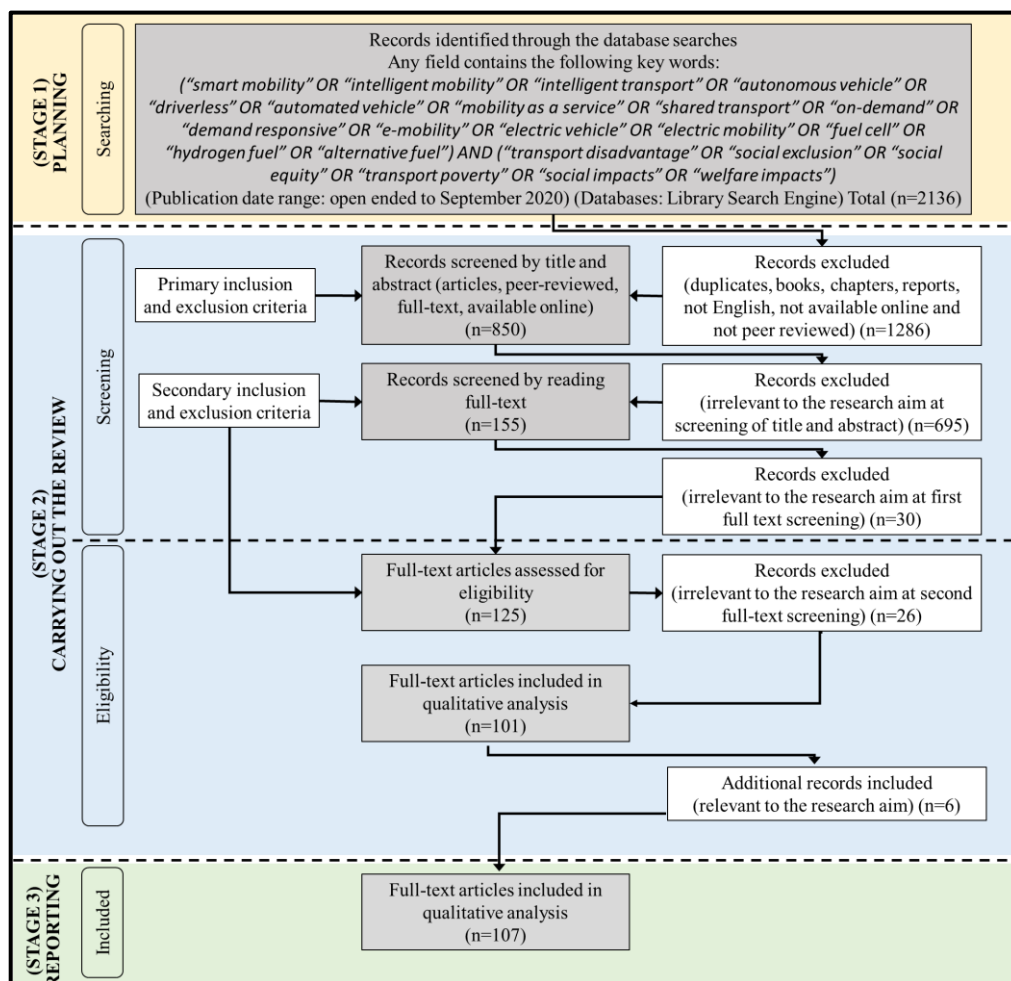 (STAGE 1)
PLANNING
Searching
Records identified through the database searches
Any field contains the following key words:
(“smart mobility” OR “intelligent mobility” OR “intelligent transport” OR “autonomous vehicle” OR
“driverless” OR “automated vehicle” OR “mobility as a service” OR “shared transport” OR “on-demand” OR
“demand responsive” OR “e-mobility” OR “electric vehicle” OR “electric mobility” OR “fuel cell” OR
“hydrogen fuel” OR “alternative fuel”) AND (“transport disadvantage” OR “social exclusion” OR “social
equity” OR “transport poverty” OR “social impacts” OR “welfare impacts”)
(Publication date range: open ended to September 2020) (Databases: Library Search Engine) Total (n=2136)
(STAGE 2)
CARRYING OUT THE REVIEW
Screening
Primary inclusion
and exclusion criteria
Records screened by title and
abstract (articles, peer-reviewed,
full-text, available online)
(n=850)
Records excluded
(duplicates, books, chapters, reports,
not English, not available online and
not peer reviewed) (n=1286)
Secondary inclusion
and exclusion criteria
Records screened by reading
full-text
(n=155)
Records excluded
(irrelevant to the research aim at
screening of title and abstract) (n=695)
Records excluded
(irrelevant to the research aim at first
full text screening) (n=30)
Eligibility
Full-text articles assessed for
eligibility
(n=125)
Records excluded
(irrelevant to the research aim at second
full-text screening) (n=26)
Full-text articles included in
qualitative analysis
(n=101)
Additional records included
(relevant to the research aim) (n=6)
(STAGE 3)
REPORTING
Included
Full-text articles included in
qualitative analysis
(n=107)